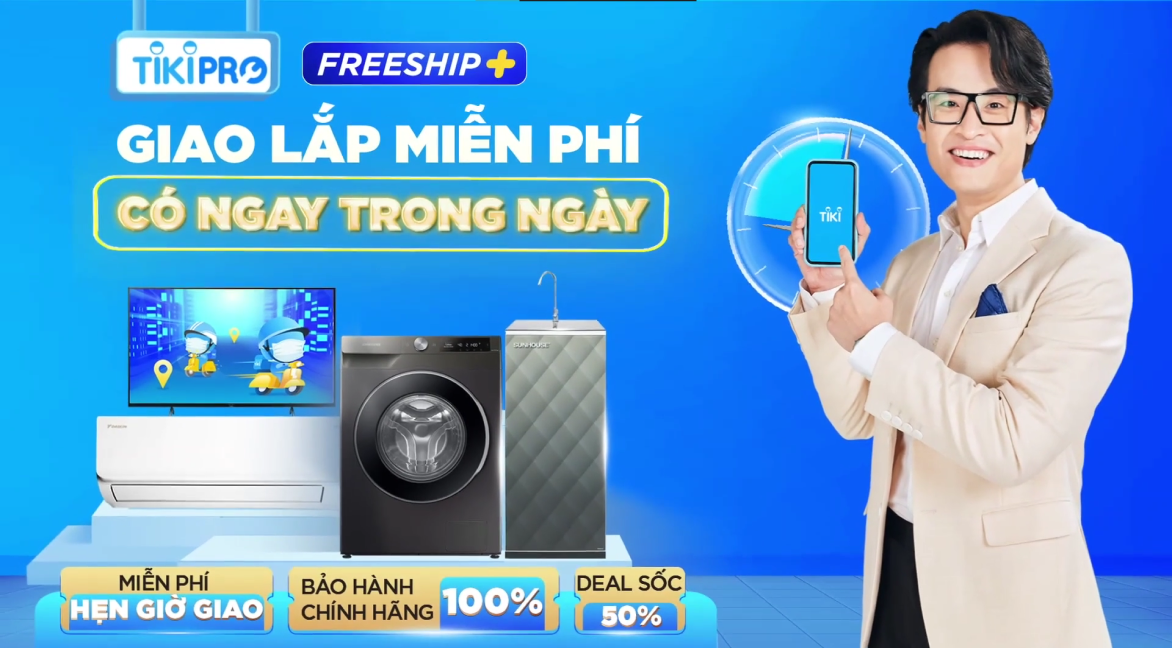 TIKIPRO
FREESHIP+
GIAO LẮP MIỄN PHÍ
CÓ NGAY TRONG NGÀY
TIKI
SUNHOUSE
MIỄN PHÍ
HẸN GIỜ GIAO
BẢO HÀNH
CHÍNH HÃNG
100%
DEAL SỐC
50%